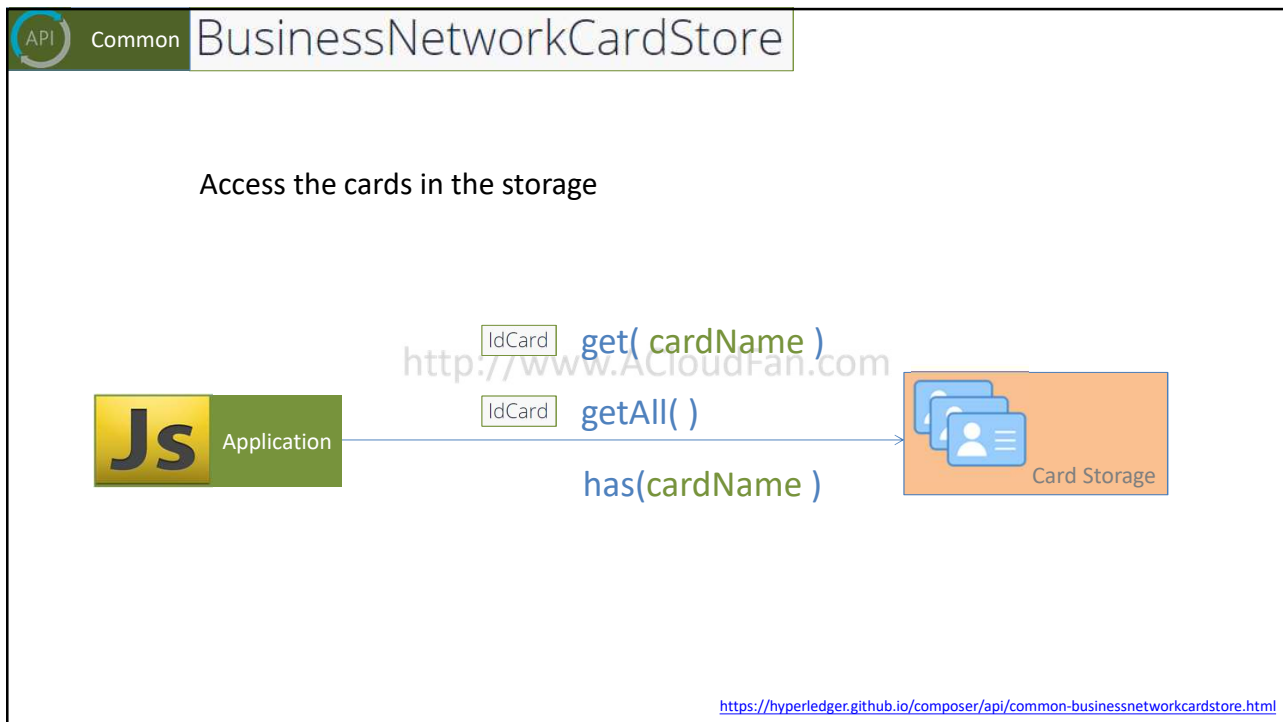 API Common BusinessNetworkCardStore
Access the cards in the storage
IdCard get( cardName )
http://www.ACloudFan.com
IdCard getAll( )
Js Application
has(cardName )
Card Storage
https://hyperledger.github.io/composer/api/common-businessnetworkcardstore.html